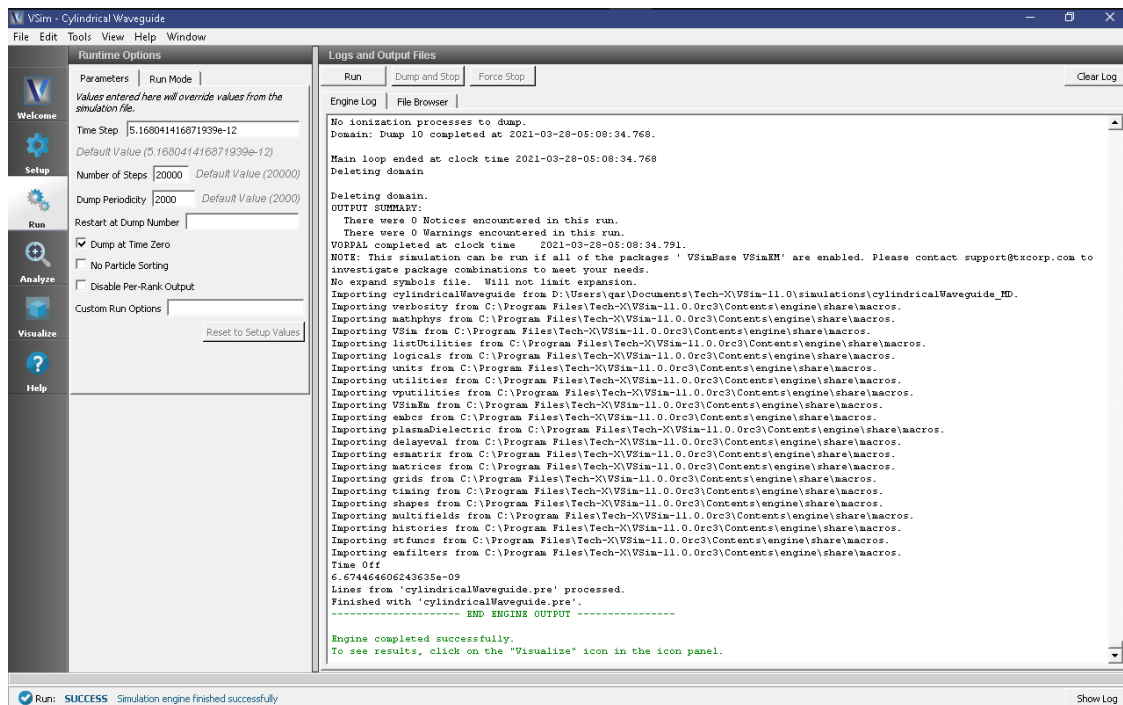 VSim - Cylindrical Waveguide
File Edit Tools View Help Window
Welcome
Setup
Run
Analyze
Visualize
Help
Runtime Options
Parameters
Run Mode
Values entered here will override values from the
simulation file.
Time Step 5.168041416871939e-12
Default Value (5.168041416871939e-12)
Number of Steps 20000 Default Value (20000)
Dump Periodicity 2000 Default Value (2000)
Restart at Dump Number
Dump at Time Zero
No Particle Sorting
Disable Per-Rank Output
Custom Run Options
Reset to Setup Values
Logs and Output Files
Run Dump and Stop Force Stop Clear Log
Engine Log File Browser
No ionization processes to dump.
Domain: Dump 10 completed at 2021-03-28-05:08:34.768.
Main loop ended at clock time 2021-03-28-05:08:34.768
Deleting domain
Deleting domain.
OUTPUT SUMMARY:
There were 0 Notices encountered in this run.
There were 0 Warnings encountered in this run.
VORPAL completed at clock time 2021-03-28-05:08:34.791.
NOTE: This simulation can be run if all of the packages ' VSimBase VSimEM' are enabled. Please contact support@txcorp.com to
investigate package combinations to meet your needs.
No expand symbols file. Will not limit expansion.
Importing cylindricalWaveguide from D:\Users\qar\Documents\Tech-X\VSim-11.0\simulations\cylindricalWaveguide_MD.
Importing verbosity from C:\Program Files\Tech-X\VSim-11.0.0rc3\Contents\engine\share\macros.
Importing mathphys from C:\Program Files\Tech-X\VSim-11.0.0rc3\Contents\engine\share\macros.
Importing VSim from C:\Program Files\Tech-X\VSim-11.0.0rc3\Contents\engine\share\macros.
Importing listUtilities from C:\Program Files\Tech-X\VSim-11.0.0rc3\Contents\engine\share\macros.
Importing logicals from C:\Program Files\Tech-X\VSim-11.0.0rc3\Contents\engine\share\macros.
Importing units from C:\Program Files\Tech-X\VSim-11.0.0rc3\Contents\engine\share\macros.
Importing utilities from C:\Program Files\Tech-X\VSim-11.0.0rc3\Contents\engine\share\macros.
Importing vputilities from C:\Program Files\Tech-X\VSim-11.0.0rc3\Contents\engine\share\macros.
Importing VSimEm from C:\Program Files\Tech-X\VSim-11.0.0rc3\Contents\engine\share\macros.
Importing embcs from C:\Program Files\Tech-X\VSim-11.0.0rc3\Contents\engine\share\macros.
Importing plasmaDielectric from C:\Program Files\Tech-X\VSim-11.0.0rc3\Contents\engine\share\macros.
Importing delayeval from C:\Program Files\Tech-X\VSim-11.0.0rc3\Contents\engine\share\macros.
Importing esmatrix from C:\Program Files\Tech-X\VSim-11.0.0rc3\Contents\engine\share\macros.
Importing matrices from C:\Program Files\Tech-X\VSim-11.0.0rc3\Contents\engine\share\macros.
Importing grids from C:\Program Files\Tech-X\VSim-11.0.0rc3\Contents\engine\share\macros.
Importing timing from C:\Program Files\Tech-X\VSim-11.0.0rc3\Contents\engine\share\macros.
Importing shapes from C:\Program Files\Tech-X\VSim-11.0.0rc3\Contents\engine\share\macros.
Importing multifields from C:\Program Files\Tech-X\VSim-11.0.0rc3\Contents\engine\share\macros.
Importing histories from C:\Program Files\Tech-X\VSim-11.0.0rc3\Contents\engine\share\macros.
Importing stfuncs from C:\Program Files\Tech-X\VSim-11.0.0rc3\Contents\engine\share\macros.
Importing emfilters from C:\Program Files\Tech-X\VSim-11.0.0rc3\Contents\engine\share\macros.
Time Off
6.674464606243635e-09
Lines from 'cylindricalWaveguide.pre' processed.
Finished with 'cylindricalWaveguide.pre'.
--------------------- END ENGINE OUTPUT ----------------
Engine completed successfully.
To see results, click on the "Visualize" icon in the icon panel.
Run: SUCCESS Simulation engine finished successfully
Show Log